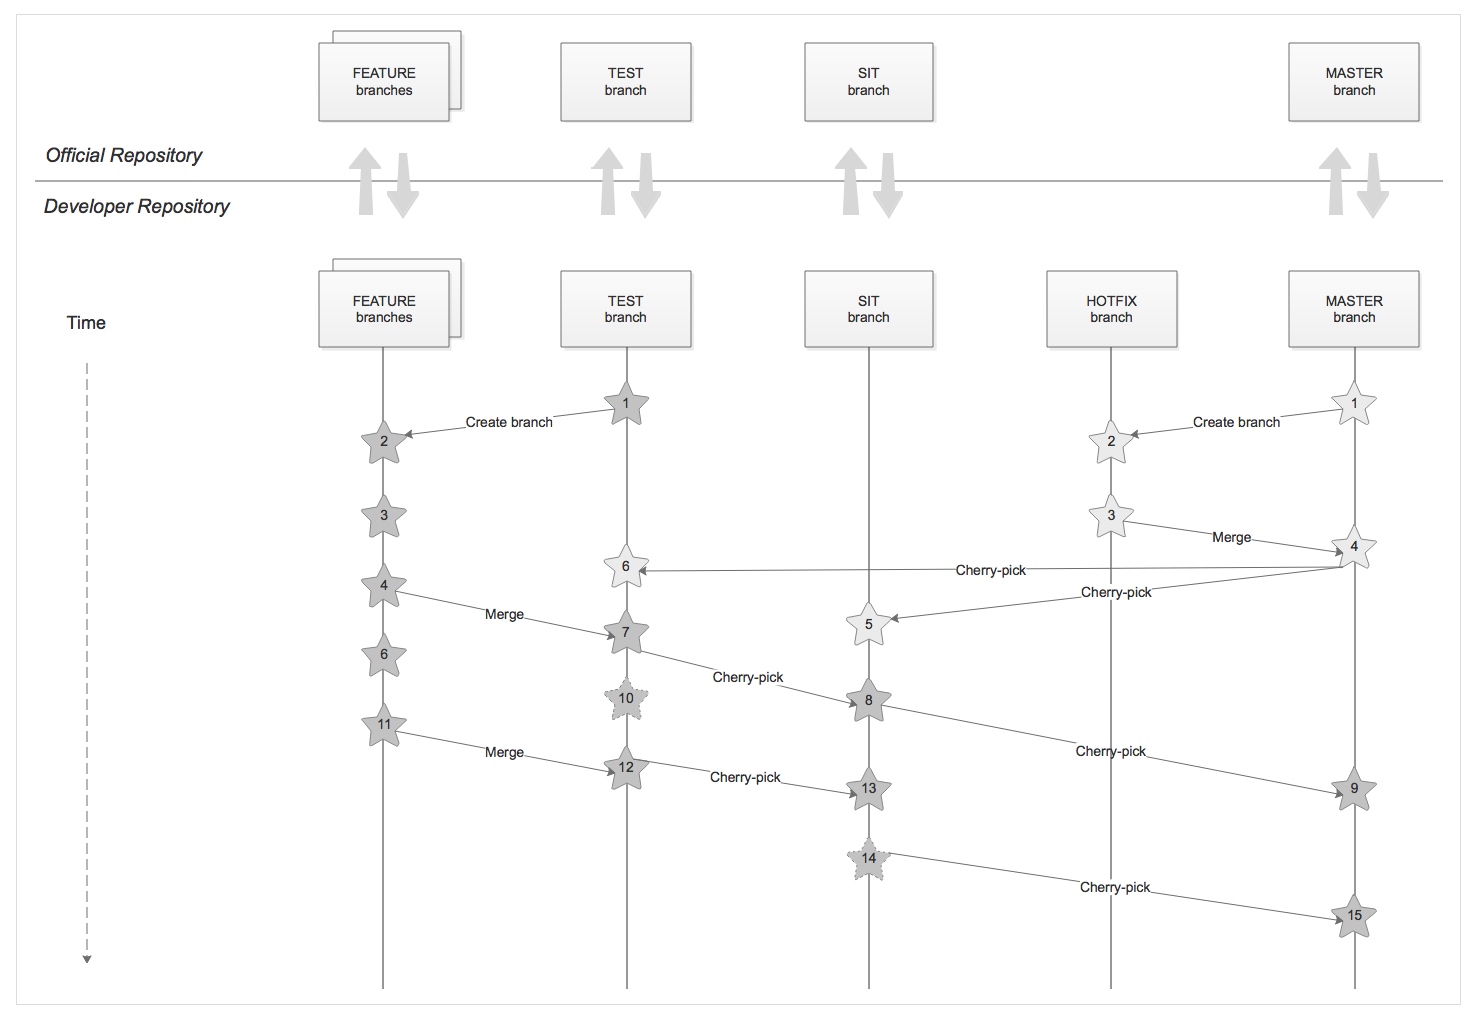 FEATURE
branches
TEST
branch
SIT
branch
MASTER
branch
Official Repository
Developer Repository
FEATURE
branches
TEST
branch
SIT
branch
HOTFIX
branch
MASTER
branch
Time
1
1
Create branch
Create branch
2
2
3
3
Merge
4
6
Cherry-pick
4
Cherry-pick
Merge
5
7
6
Cherry-pick
10
8
11
Merge
Cherry-pick
12
Cherry-pick
13
9
14
Cherry-pick
15